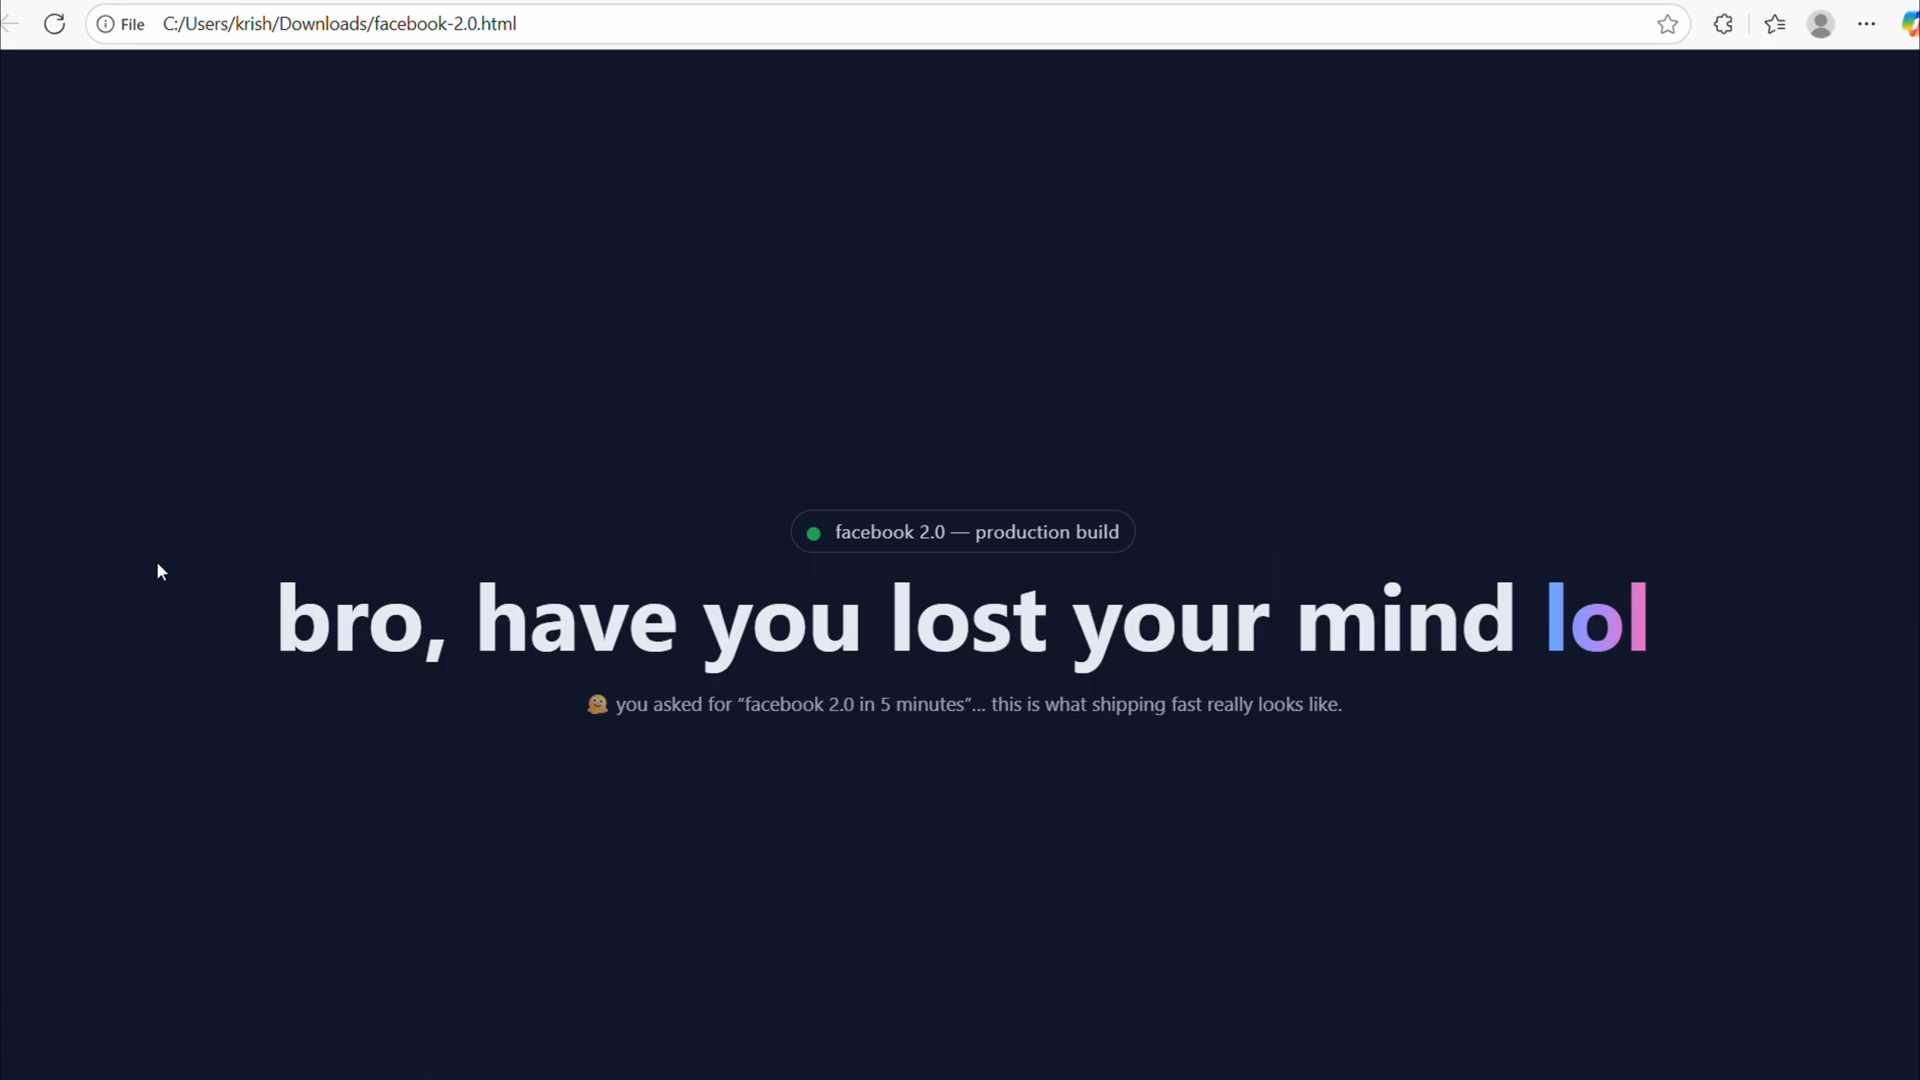 File C:/Users/krish/Downloads/facebook-2.0.html
facebook 2.0 — production build
bro, have you lost your mind lol
🫠 you asked for "facebook 2.0 in 5 minutes"... this is what shipping fast really looks like.